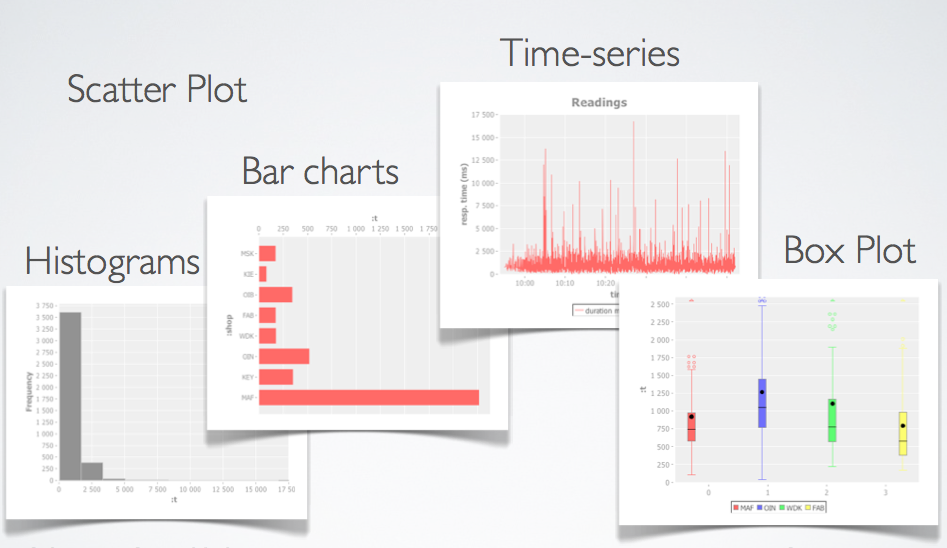 Time-series
Scatter Plot
Bar charts
Histograms
Box Plot
Readings
17 500
15 000
12 500
10 000
7 500
5 000
2 500
0
resp. time (ms)
10:00 10:10 10:20
duration
:t
0 250 500 750 1 000 1 250 1 500 1 75
MSK
KIE
OBB
FAB
WDK
OIN
KEY
MAF
:shop
3 750
3 500
3 250
3 000
2 750
2 500
2 250
2 000
1 750
1 500
1 250
1 000
750
500
250
0
Frequency
0 2 500 5 000 7 500 10 000 12 500 15 000 17 50
:t
2 500
2 250
2 000
1 750
1 500
1 250
1 000
750
500
250
0
:t
0 1 2 3
MAF OIN WDK FAB